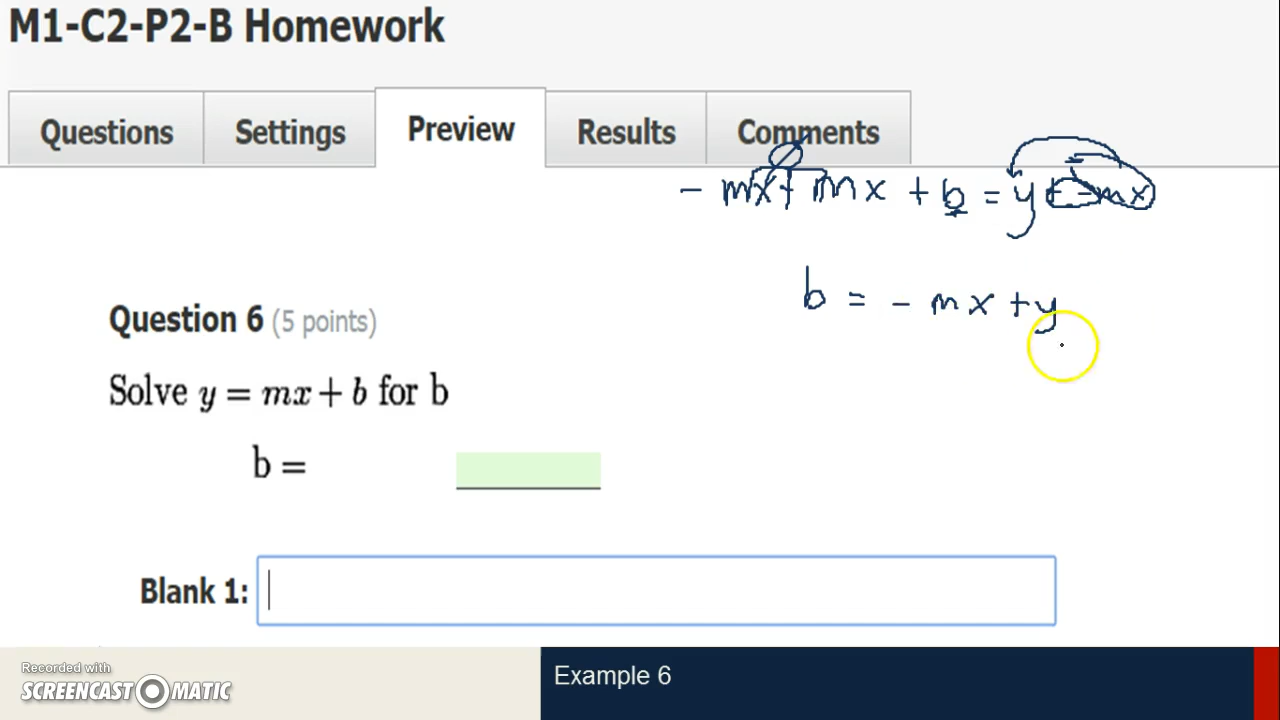 M1-C2-P2-B Homework
Questions Settings Preview Results Comments
- mx + mx + b = y + - mx
b = - mx + y
Question 6 (5 points)
Solve y = mx + b for b
b =
Blank 1:
Recorded with
SCREENCAST MATIC
Example 6